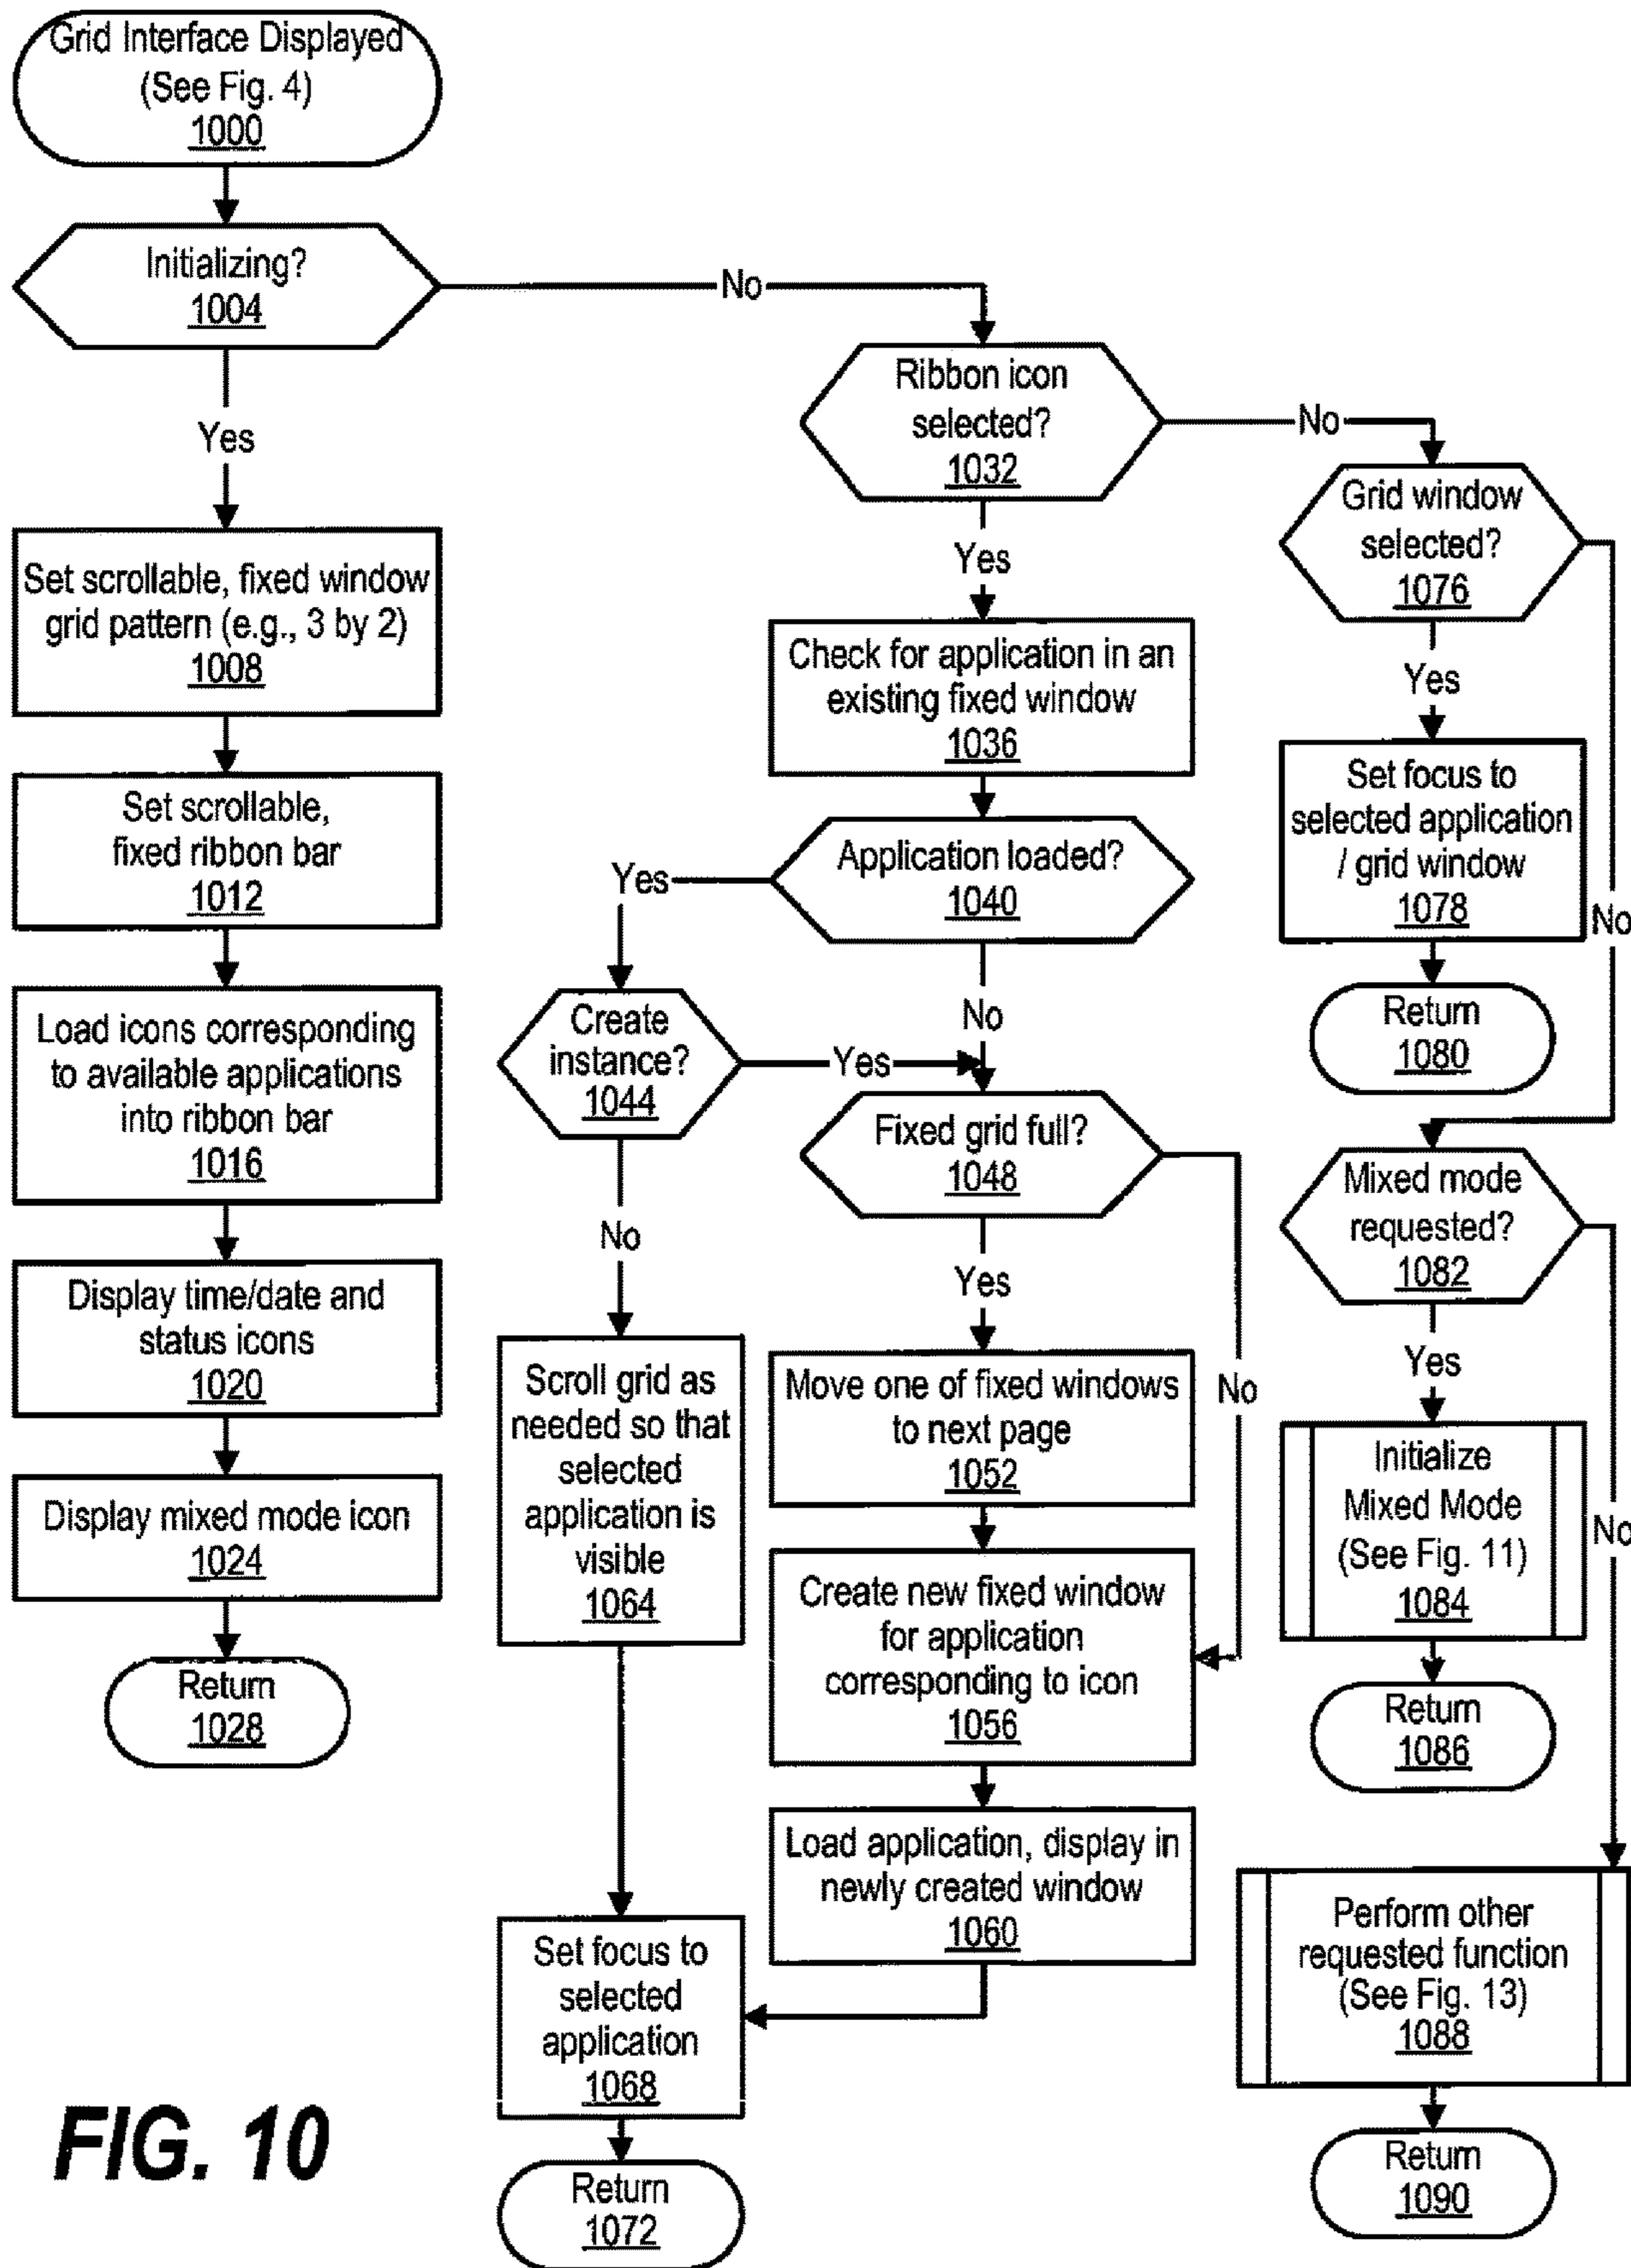 Grid Interface Displayed
(See Fig. 4)
1000
Initializing?
1004
No
Yes
Set scrollable, fixed window
grid pattern (e.g., 3 by 2)
1008
Set scrollable,
fixed ribbon bar
1012
Load icons corresponding
to available applications
into ribbon bar
1016
Display time/date and
status icons
1020
Display mixed mode icon
1024
Return
1028
Ribbon icon
selected?
1032
No
Yes
Check for application in an
existing fixed window
1036
Application loaded?
1040
Yes
No
Create
instance?
1044
Yes
No
Fixed grid full?
1048
Yes
No
Move one of fixed windows
to next page
1052
Create new fixed window
for application
corresponding to icon
1056
Load application, display in
newly created window
1060
Scroll grid as
needed so that
selected
application is
visible
1064
Set focus to
selected
application
1068
Return
1072
Grid window
selected?
1076
Yes
No
Set focus to
selected application
/ grid window
1078
Return
1080
Mixed mode
requested?
1082
Yes
No
Initialize
Mixed Mode
(See Fig. 11)
1084
Return
1086
Perform other
requested function
(See Fig. 13)
1088
Return
1090
FIG. 10